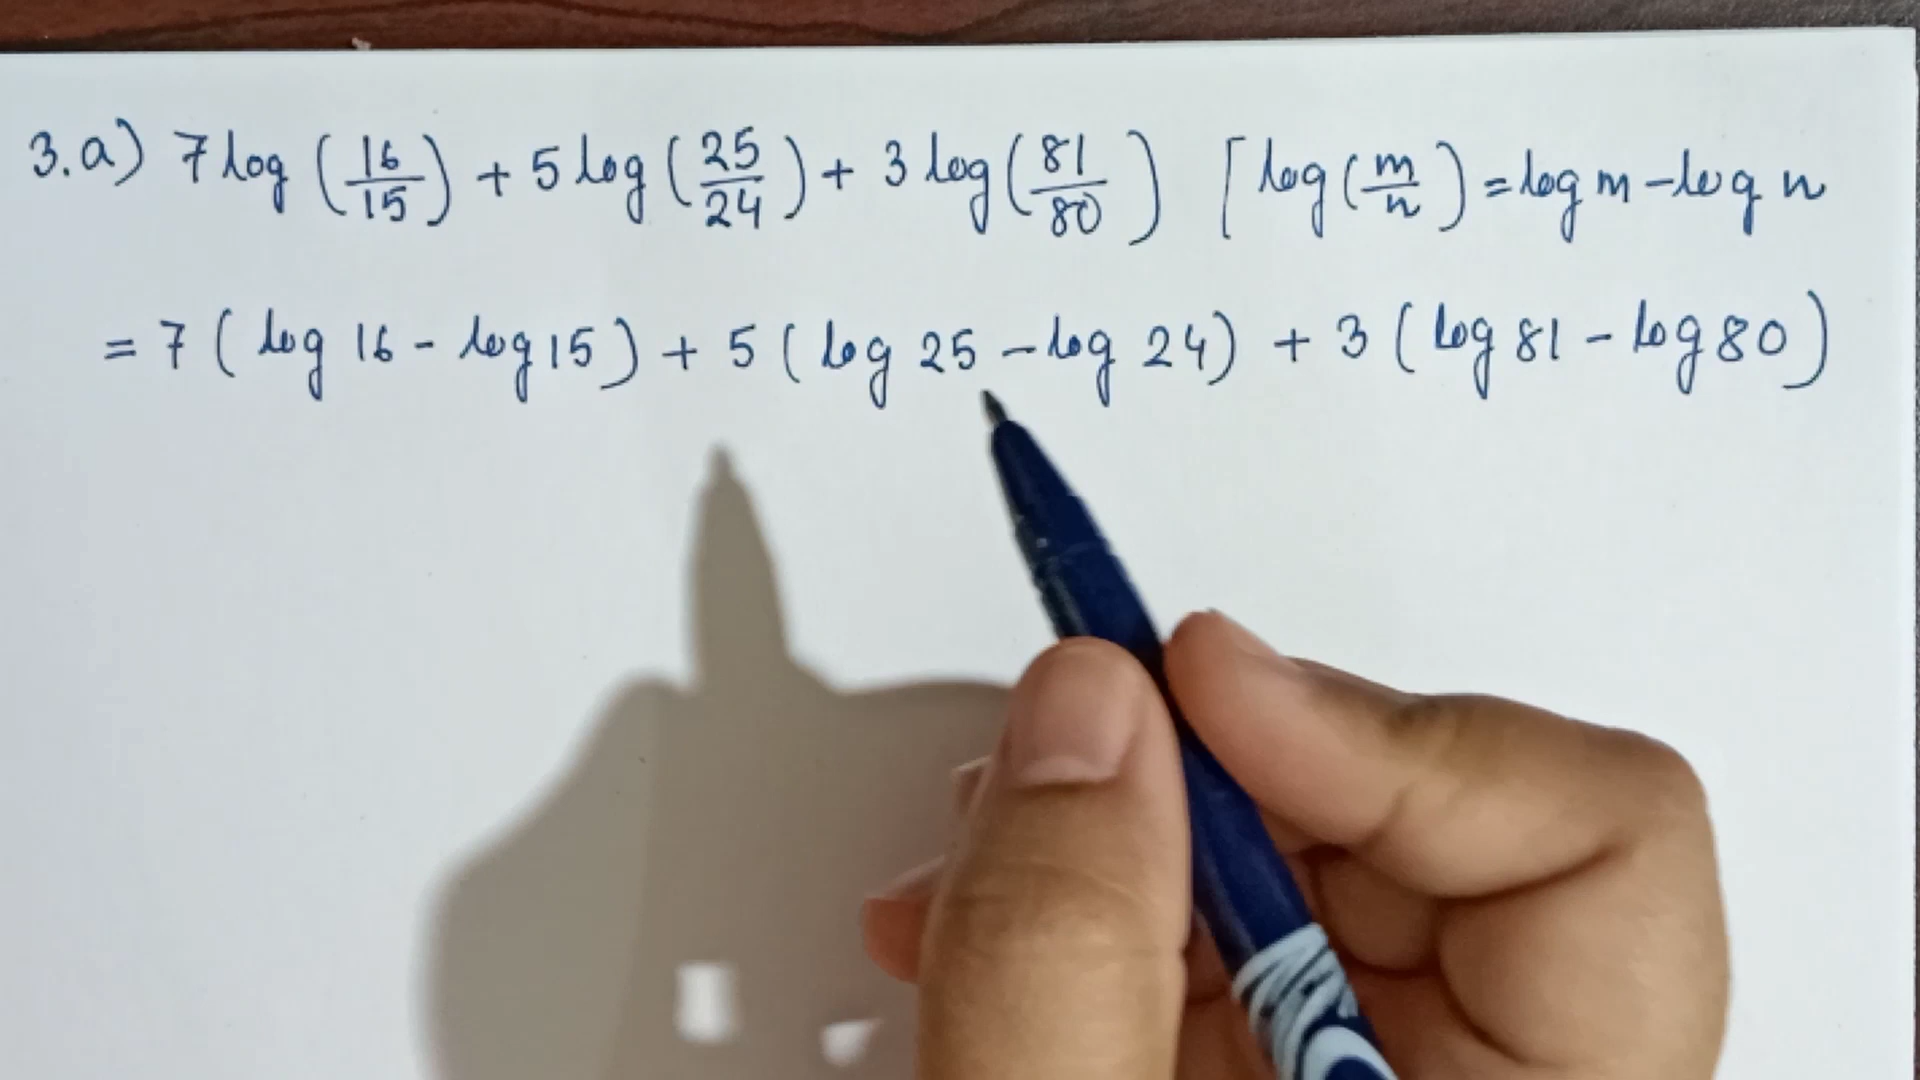 3.a) 7 log (16/15) + 5 log (25/24) + 3 log (81/80) [log (m/n) = log m - log n
= 7 ( log 16 - log 15) + 5 ( log 25 - log 24) + 3 ( log 81 - log 80)